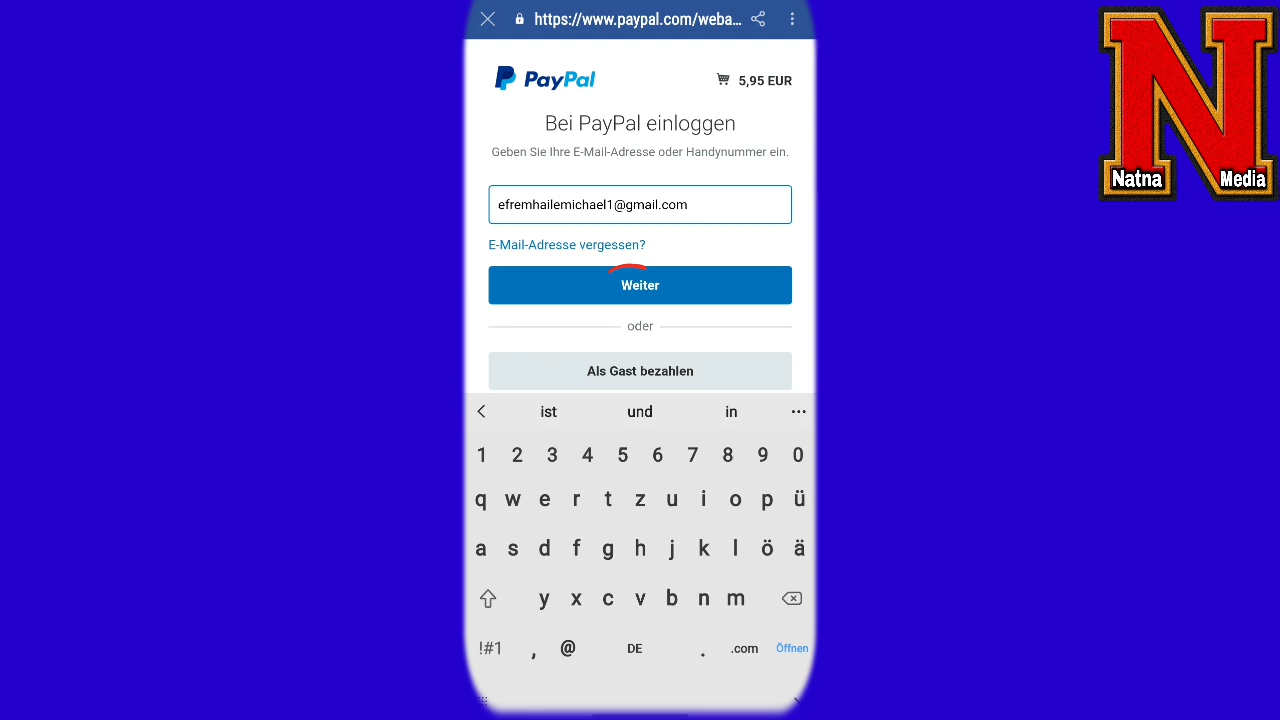 https://www.paypal.com/weba...
PayPal
5,95 EUR
Bei PayPal einloggen
Geben Sie Ihre E-Mail-Adresse oder Handynummer ein.
efremhailemichael1@gmail.com
E-Mail-Adresse vergessen?
Weiter
oder
Als Gast bezahlen
ist und in
1 2 3 4 5 6 7 8 9 0
q w e r t z u i o p ü
a s d f g h j k l ö ä
y x c v b n m
!#1 , @ DE . .com Öffnen
N
Natna Media